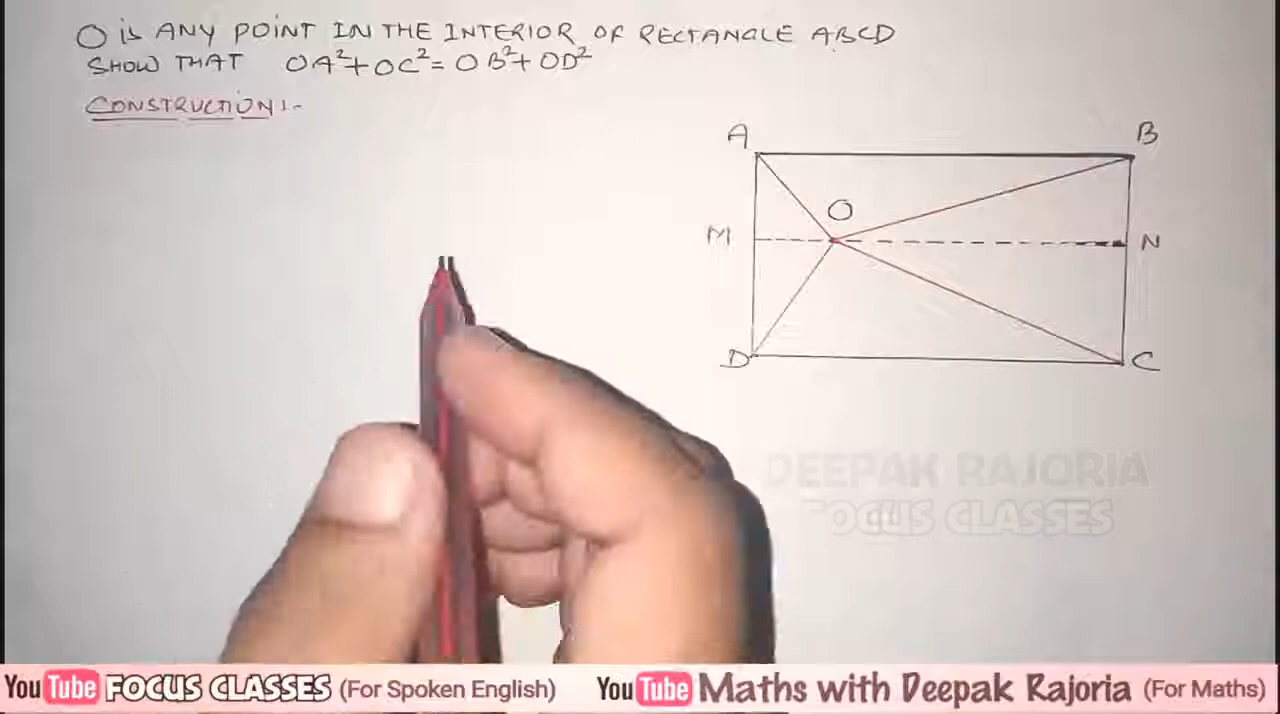 O is ANY POINT IN THE INTERIOR OF RECTANGLE ABCD
SHOW THAT OA²+OC²=OB²+OD²
CONSTRUCTION:-
A
B
O
M
N
D
C
DEEPAK RAJORIA
FOCUS CLASSES
YouTube FOCUS CLASSES (For Spoken English) YouTube Maths with Deepak Rajoria (For Maths)